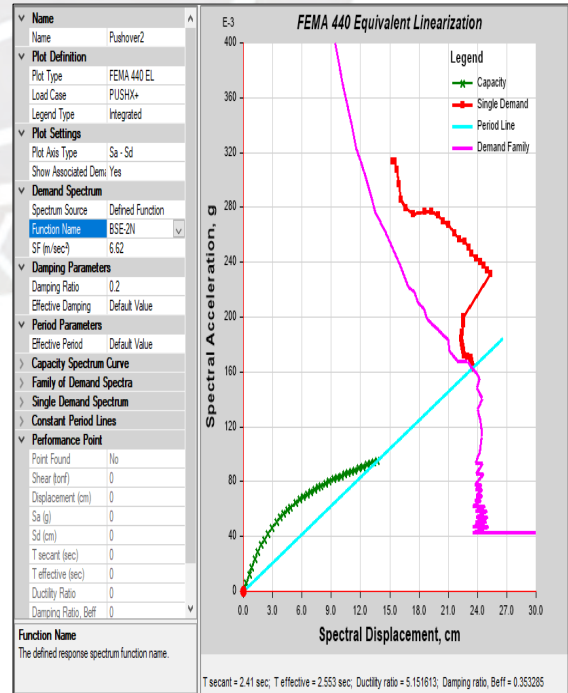 Name
Name Pushover2
Plot Definition
Plot Type FEMA 440 EL
Load Case PUSHX+
Legend Type Integrated
Plot Settings
Plot Axis Type Sa - Sd
Show Associated Dema Yes
Demand Spectrum
Spectrum Source Defined Function
Function Name BSE-2N
SF (m/sec²) 6.62
Damping Parameters
Damping Ratio 0.2
Effective Damping Default Value
Period Parameters
Effective Period Default Value
Capacity Spectrum Curve
Family of Demand Spectra
Single Demand Spectrum
Constant Period Lines
Performance Point
Point Found No
Shear (tonf) 0
Displacement (cm) 0
Sa (g) 0
Sd (cm) 0
T secant (sec) 0
T effective (sec) 0
Ductility Ratio 0
Damping Ratio, Beff 0
Function Name
The defined response spectrum function name.
E-3 FEMA 440 Equivalent Linearization
400
360
320
280
240
200
160
120
80
40
0
Spectral Acceleration, g
Legend
Capacity
Single Demand
Period Line
Demand Family
0.0 3.0 6.0 9.0 12.0 15.0 18.0 21.0 24.0 27.0 30.0
Spectral Displacement, cm
T secant = 2.41 sec; T effective = 2.553 sec; Ductility ratio = 5.151613; Damping ratio, Beff = 0.353285